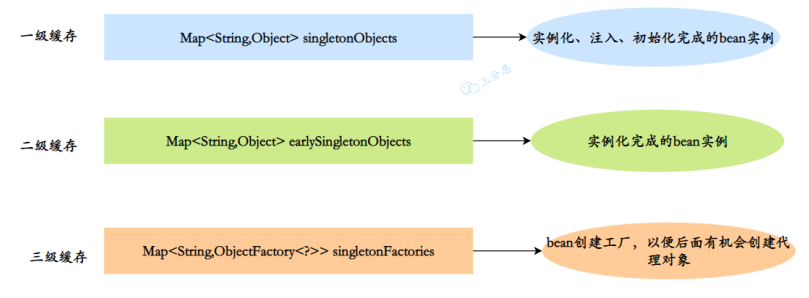 一级缓存
Map<String,Object> singletonObjects
实例化、注入、初始化完成的bean实例
三分恶
二级缓存
Map<String,Object> earlySingletonObjects
实例化完成的bean实例
三级缓存
Map<String,ObjectFactory<?>> singletonFactories
bean创建工厂，以便后面有机会创建代
理对象